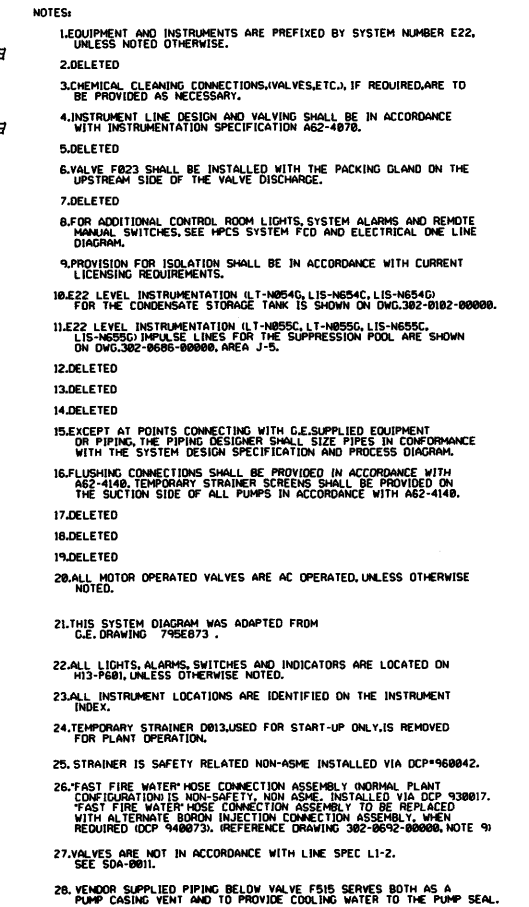 NOTES:
1.EQUIPMENT AND INSTRUMENTS ARE PREFIXED BY SYSTEM NUMBER E22,
UNLESS NOTED OTHERWISE.
2.DELETED
3.CHEMICAL CLEANING CONNECTIONS,(VALVES,ETC.), IF REQUIRED,ARE TO
BE PROVIDED AS NECESSARY.
4.INSTRUMENT LINE DESIGN AND VALVING SHALL BE IN ACCORDANCE
WITH INSTRUMENTATION SPECIFICATION A62-4070.
5.DELETED
6.VALVE F023 SHALL BE INSTALLED WITH THE PACKING GLAND ON THE
UPSTREAM SIDE OF THE VALVE DISCHARGE.
7.DELETED
8.FOR ADDITIONAL CONTROL ROOM LIGHTS, SYSTEM ALARMS AND REMOTE
MANUAL SWITCHES, SEE HPCS SYSTEM FCD AND ELECTRICAL ONE LINE
DIAGRAM.
9.PROVISION FOR ISOLATION SHALL BE IN ACCORDANCE WITH CURRENT
LICENSING REQUIREMENTS.
10.E22 LEVEL INSTRUMENTATION (LT-N054G, LIS-N654C, LIS-N654G)
FOR THE CONDENSATE STORAGE TANK IS SHOWN ON DWG.302-0102-00000.
11.E22 LEVEL INSTRUMENTATION (LT-N055C, LT-N055G, LIS-N655C,
LIS-N655G) IMPULSE LINES FOR THE SUPPRESSION POOL ARE SHOWN
ON DWG.302-0686-00000, AREA J-5.
12.DELETED
13.DELETED
14.DELETED
15.EXCEPT AT POINTS CONNECTING WITH G.E.SUPPLIED EQUIPMENT
OR PIPING, THE PIPING DESIGNER SHALL SIZE PIPES IN CONFORMANCE
WITH THE SYSTEM DESIGN SPECIFICATION AND PROCESS DIAGRAM.
16.FLUSHING CONNECTIONS SHALL BE PROVIDED IN ACCORDANCE WITH
A62-4140. TEMPORARY STRAINER SCREENS SHALL BE PROVIDED ON
THE SUCTION SIDE OF ALL PUMPS IN ACCORDANCE WITH A62-4140.
17.DELETED
18.DELETED
19.DELETED
20.ALL MOTOR OPERATED VALVES ARE AC OPERATED, UNLESS OTHERWISE
NOTED.
21.THIS SYSTEM DIAGRAM WAS ADAPTED FROM
G.E. DRAWING 795E873 .
22.ALL LIGHTS, ALARMS, SWITCHES AND INDICATORS ARE LOCATED ON
H13-P601, UNLESS OTHERWISE NOTED.
23.ALL INSTRUMENT LOCATIONS ARE IDENTIFIED ON THE INSTRUMENT
INDEX.
24.TEMPORARY STRAINER D013,USED FOR START-UP ONLY,IS REMOVED
FOR PLANT OPERATION.
25. STRAINER IS SAFETY RELATED NON-ASME INSTALLED VIA DCP#960042.
26."FAST FIRE WATER" HOSE CONNECTION ASSEMBLY (NORMAL PLANT
CONFIGURATION) IS NON-SAFETY, NON ASME. INSTALLED VIA DCP 930017.
"FAST FIRE WATER" HOSE CONNECTION ASSEMBLY TO BE REPLACED
WITH ALTERNATE BORON INJECTION CONNECTION ASSEMBLY, WHEN
REQUIRED (DCP 940073). (REFERENCE DRAWING 302-0692-00000, NOTE 9)
27.VALVES ARE NOT IN ACCORDANCE WITH LINE SPEC L1-2.
SEE SDA-0011.
28. VENDOR SUPPLIED PIPING BELOW VALVE F515 SERVES BOTH AS A
PUMP CASING VENT AND TO PROVIDE COOLING WATER TO THE PUMP SEAL.